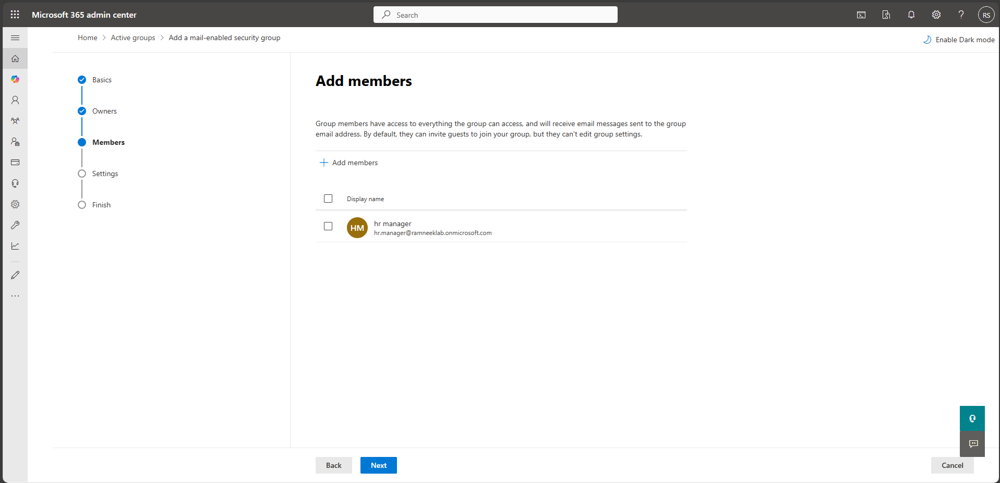 Microsoft 365 admin center
Search
RS
Home > Active groups > Add a mail-enabled security group
Enable Dark mode
Basics
Owners
Members
Settings
Finish
Add members
Group members have access to everything the group can access, and will receive email messages sent to the group
email address. By default, they can invite guests to join your group, but they can't edit group settings.
Add members
Display name
HM
hr manager
hr.manager@ramneeklab.onmicrosoft.com
Back
Next
Cancel